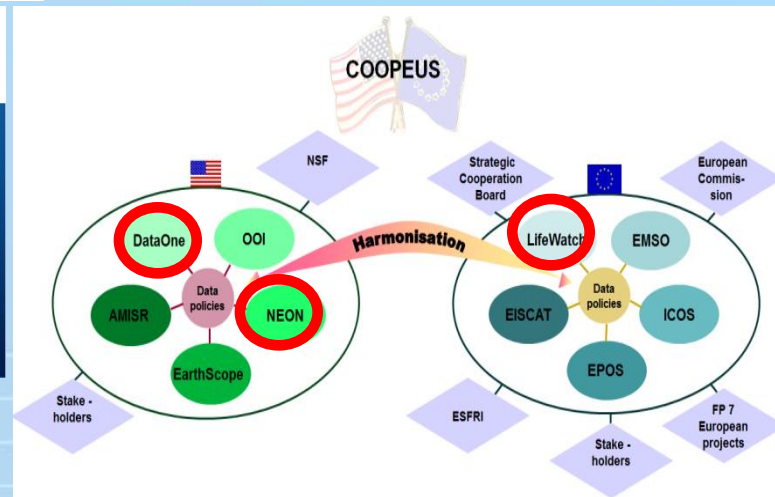 COOPEUS
NSF
Strategic
Cooperation
Board
European
Commis-
sion
DataOne
OOI
Harmonisation
LifeWatch
EMSO
Data
policies
AMISR
NEON
EarthScope
Data
policies
EISCAT
ICOS
EPOS
Stake -
holders
ESFRI
Stake -
holders
FP 7
European
projects